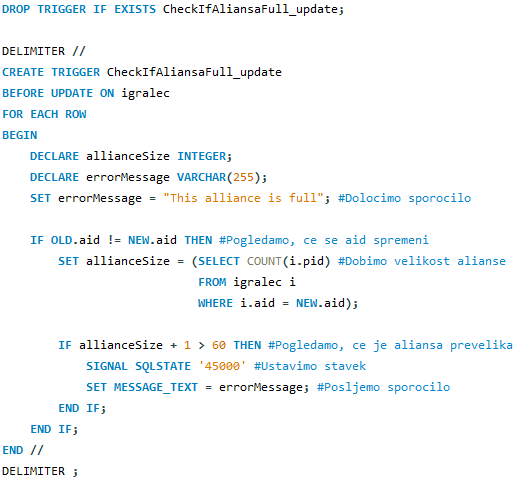 DROP TRIGGER IF EXISTS CheckIfAliansaFull_update;

DELIMITER //
CREATE TRIGGER CheckIfAliansaFull_update
BEFORE UPDATE ON igralec
FOR EACH ROW
BEGIN
    DECLARE allianceSize INTEGER;
    DECLARE errorMessage VARCHAR(255);
    SET errorMessage = "This alliance is full"; #Dolocimo sporocilo

    IF OLD.aid != NEW.aid THEN #Pogledamo, ce se aid spremeni
        SET allianceSize = (SELECT COUNT(i.pid) #Dobimo velikost alianse
                            FROM igralec i
                            WHERE i.aid = NEW.aid);

        IF allianceSize + 1 > 60 THEN #Pogledamo, ce je aliansa prevelika
            SIGNAL SQLSTATE '45000' #Ustavimo stavek
            SET MESSAGE_TEXT = errorMessage; #Posljemo sporocilo
        END IF;
    END IF;
END //
DELIMITER ;